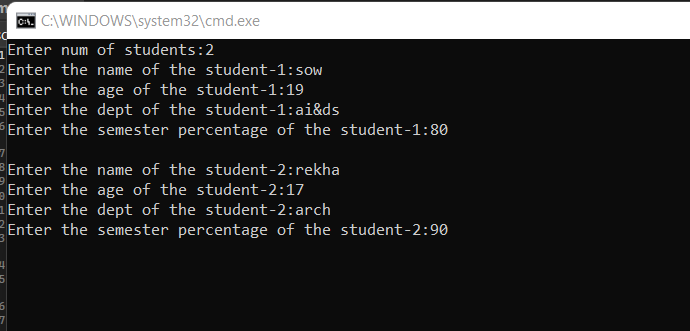 C:\WINDOWS\system32\cmd.exe
Enter num of students:2
Enter the name of the student-1:sow
Enter the age of the student-1:19
Enter the dept of the student-1:ai&ds
Enter the semester percentage of the student-1:80
Enter the name of the student-2:rekha
Enter the age of the student-2:17
Enter the dept of the student-2:arch
Enter the semester percentage of the student-2:90